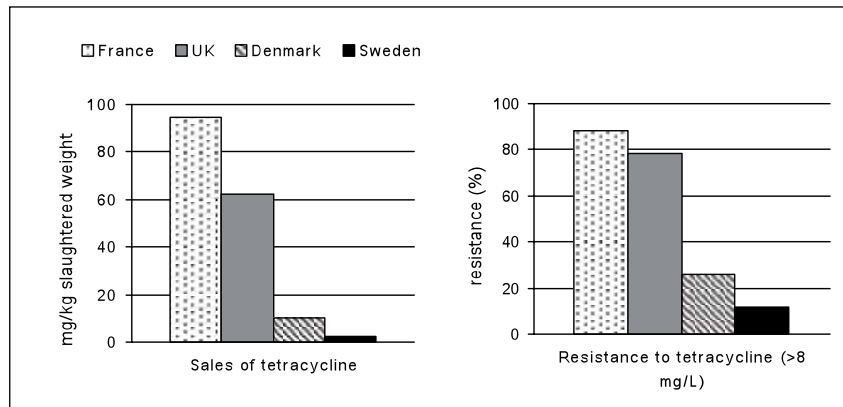 France UK Denmark Sweden
mg/kg slaughtered weight
100
80
60
40
20
0
Sales of tetracycline
resistance (%)
100
80
60
40
20
0
Resistance to tetracycline (>8
mg/L)